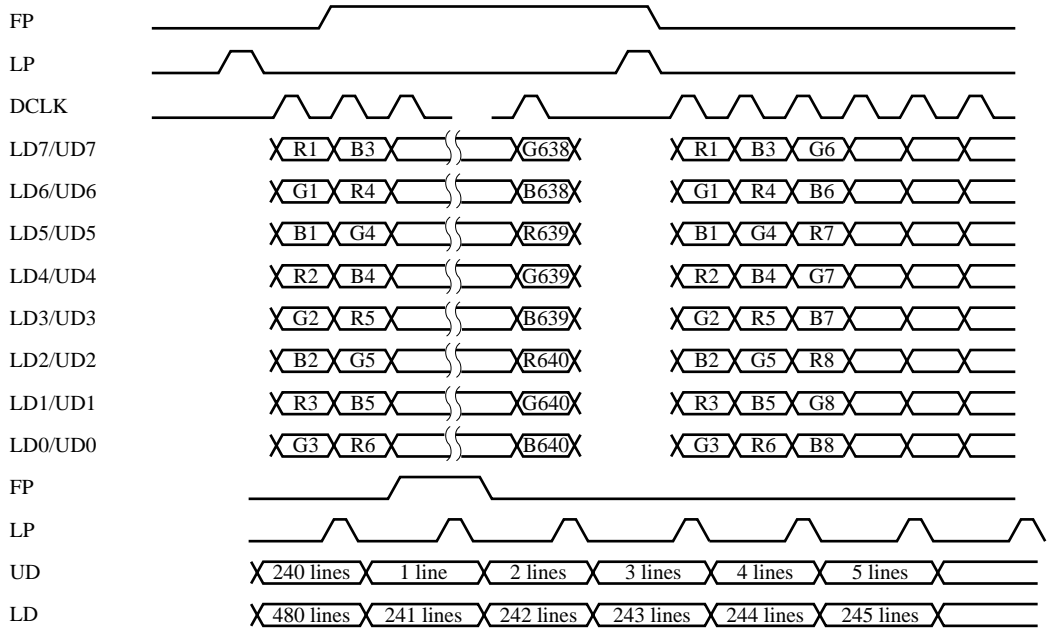 FP
LP
DCLK
LD7/UD7 R1 B3 G638 R1 B3 G6
LD6/UD6 G1 R4 B638 G1 R4 B6
LD5/UD5 B1 G4 R639 B1 G4 R7
LD4/UD4 R2 B4 G639 R2 B4 G7
LD3/UD3 G2 R5 B639 G2 R5 B7
LD2/UD2 B2 G5 R640 B2 G5 R8
LD1/UD1 R3 B5 G640 R3 B5 G8
LD0/UD0 G3 R6 B640 G3 R6 B8
FP
LP
UD 240 lines 1 line 2 lines 3 lines 4 lines 5 lines
LD 480 lines 241 lines 242 lines 243 lines 244 lines 245 lines